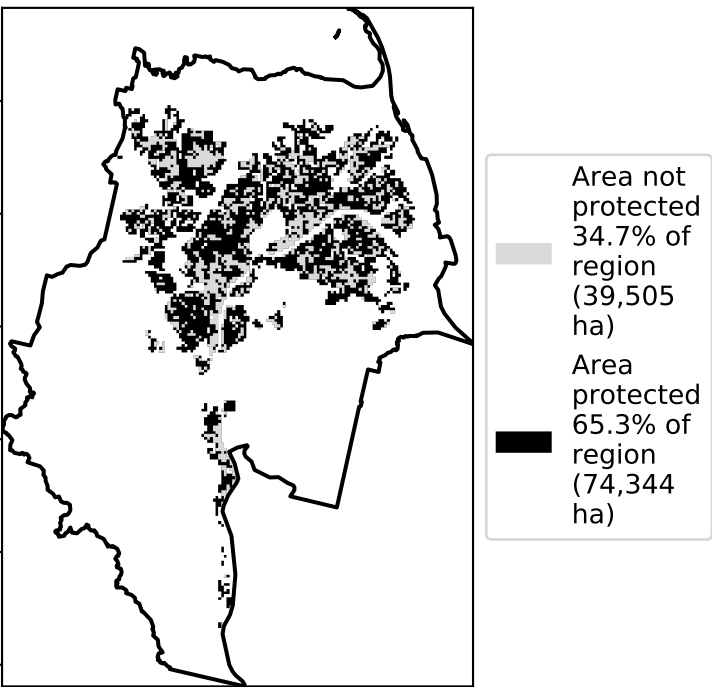 Area not
protected
34.7% of
region
(39,505
ha)
Area
protected
65.3% of
region
(74,344
ha)